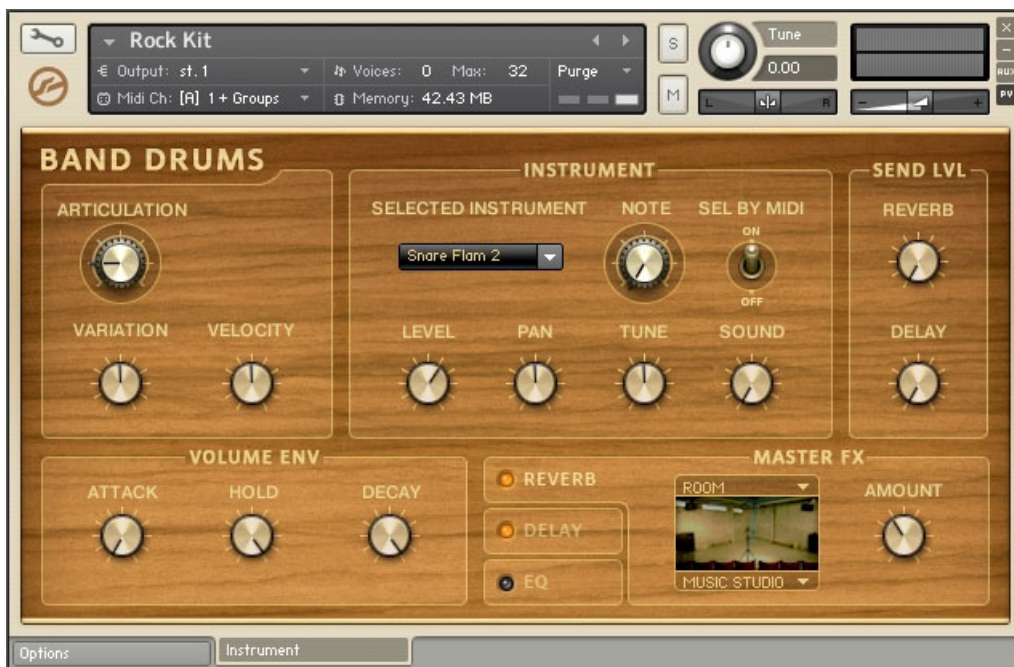 Rock Kit
Output: st.1
Voices: 0 Max: 32
Purge
Midi Ch: [A] 1 + Groups
Memory: 42.43 MB
S
M
Tune
0.00
L R
- +
X
-
AUX
PV
BAND DRUMS
ARTICULATION
VARIATION
VELOCITY
INSTRUMENT
SELECTED INSTRUMENT
NOTE
SEL BY MIDI
Snare Flam 2
ON
OFF
LEVEL
PAN
TUNE
SOUND
SEND LVL
REVERB
DELAY
VOLUME ENV
ATTACK
HOLD
DECAY
MASTER FX
REVERB
DELAY
EQ
ROOM
MUSIC STUDIO
AMOUNT
Options
Instrument